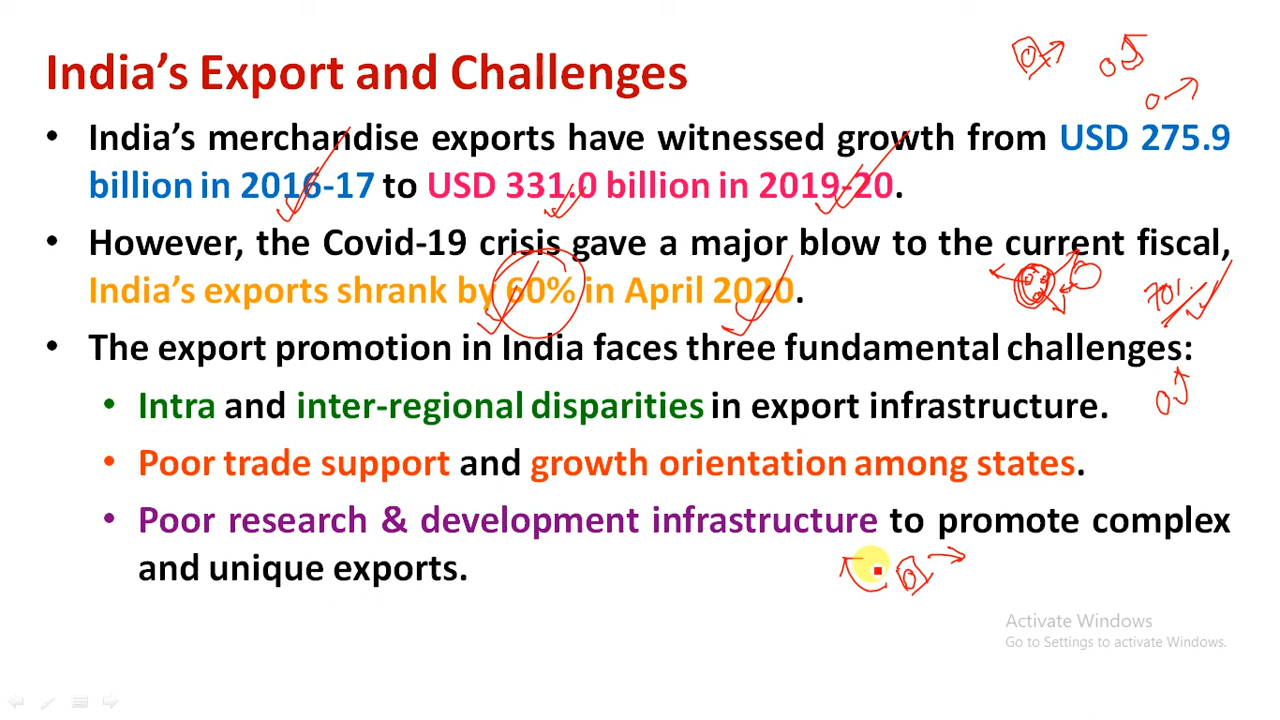 India's Export and Challenges
• India's merchandise exports have witnessed growth from USD 275.9
billion in 2016-17 to USD 331.0 billion in 2019-20.
• However, the Covid-19 crisis gave a major blow to the current fiscal,
India's exports shrank by 60% in April 2020.
70%
• The export promotion in India faces three fundamental challenges:
• Intra and inter-regional disparities in export infrastructure.
• Poor trade support and growth orientation among states.
• Poor research & development infrastructure to promote complex
and unique exports.
Activate Windows
Go to Settings to activate Windows.